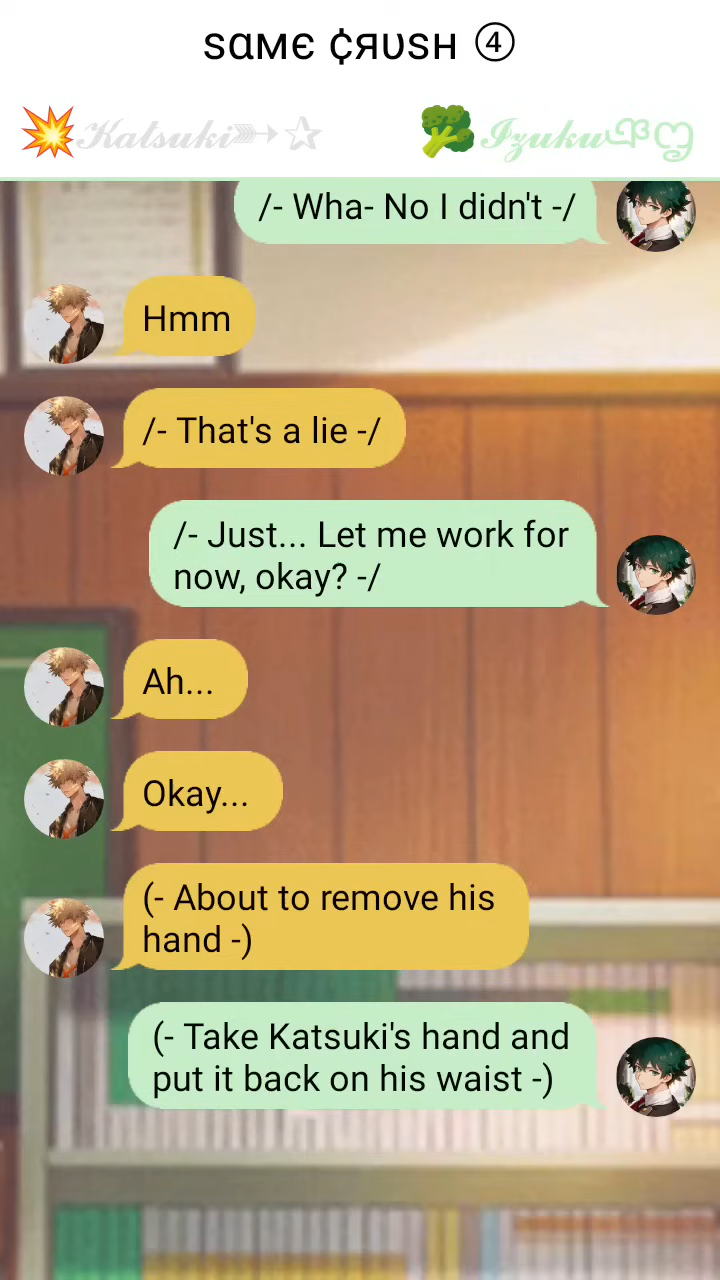 ѕαмє ¢яυѕн ④
💥𝒦𝒶𝓉𝓈𝓊𝓀𝒾➵☆
🥦𝓘𝔃𝓾𝓴𝓾ঔৣ
/- Wha- No I didn't -/
Hmm
/- That's a lie -/
/- Just... Let me work for
now, okay? -/
Ah...
Okay...
(- About to remove his
hand -)
(- Take Katsuki's hand and
put it back on his waist -)